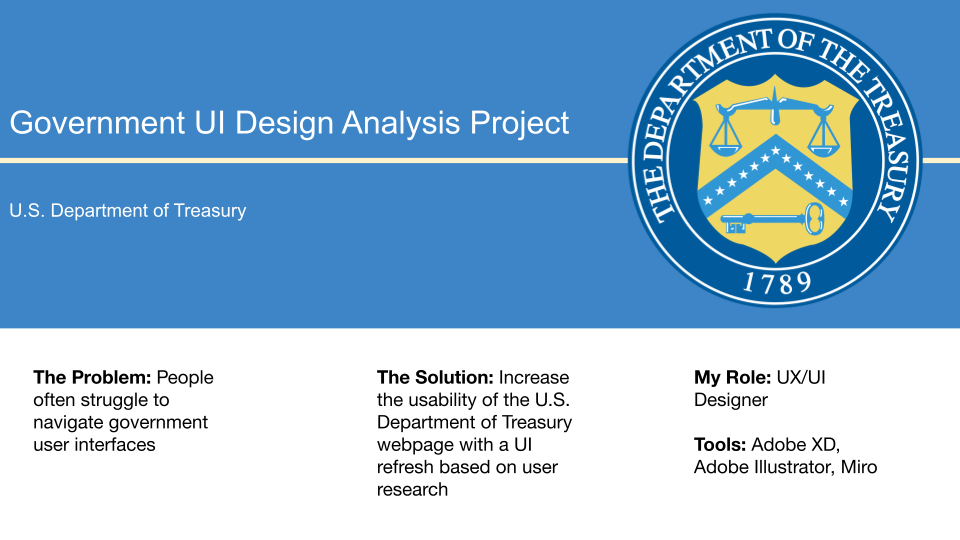 Government UI Design Analysis Project
U.S. Department of Treasury
THE DEPARTMENT OF THE TREASURY
1789
The Problem: People
often struggle to
navigate government
user interfaces
The Solution: Increase
the usability of the U.S.
Department of Treasury
webpage with a UI
refresh based on user
research
My Role: UX/UI
Designer
Tools: Adobe XD,
Adobe Illustrator, Miro